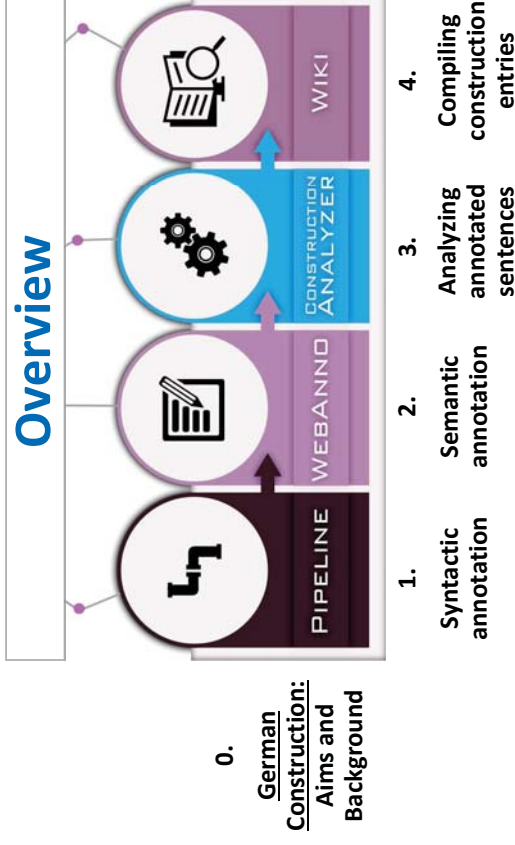 Overview
0.
German
Construction:
Aims and
Background
PIPELINE
WEBANNO
CONSTRUCTION
ANALYZER
WIKI
1.
Syntactic
annotation
2.
Semantic
annotation
3.
Analyzing
annotated
sentences
4.
Compiling
construction
entries